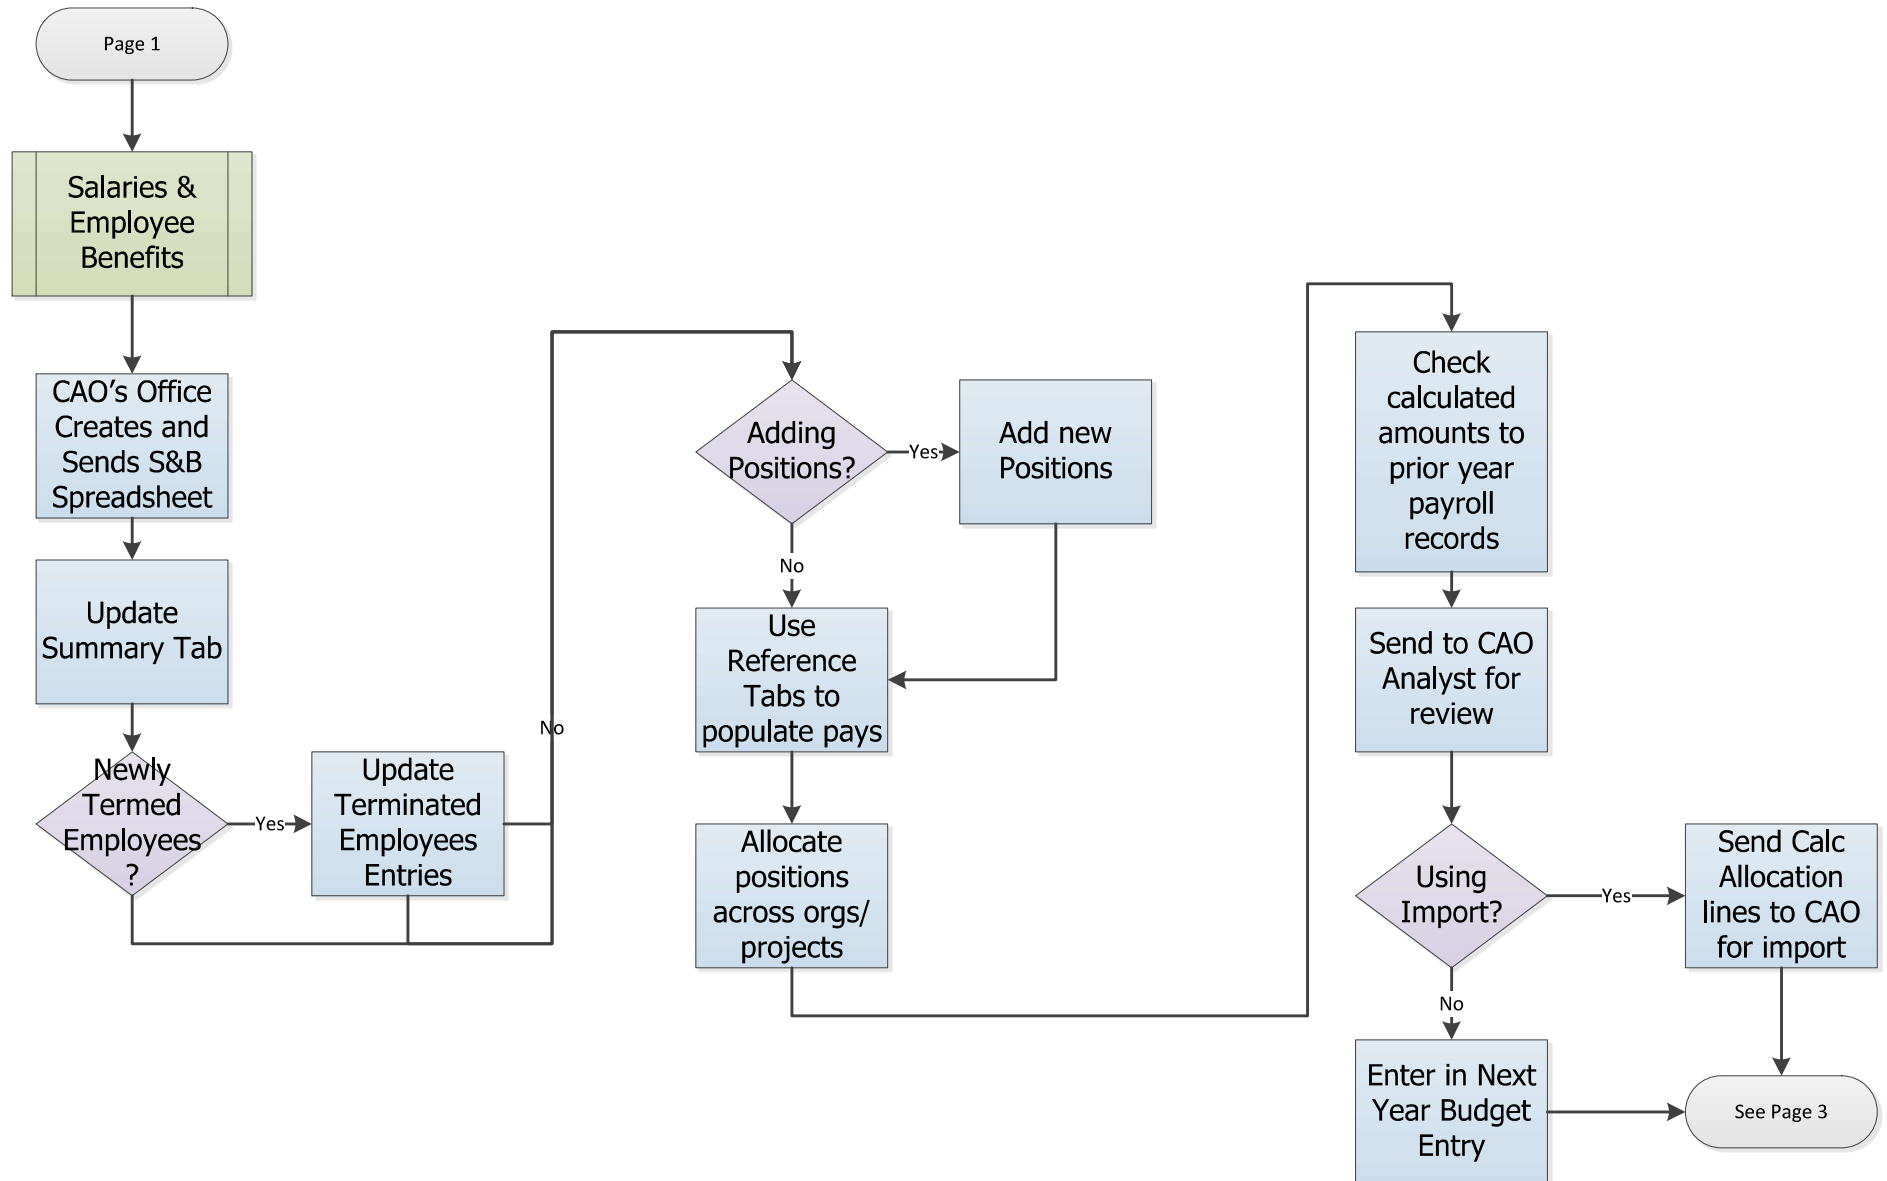 Page 1
Salaries &
Employee
Benefits
CAO’s Office
Creates and
Sends S&B
Spreadsheet
Update
Summary Tab
Newly
Termed
Employees
?
Yes
Update
Terminated
Employees
Entries
No
Adding
Positions?
Yes
Add new
Positions
No
Use
Reference
Tabs to
populate pays
Allocate
positions
across orgs/
projects
Check
calculated
amounts to
prior year
payroll
records
Send to CAO
Analyst for
review
Using
Import?
Yes
Send Calc
Allocation
lines to CAO
for import
No
Enter in Next
Year Budget
Entry
See Page 3